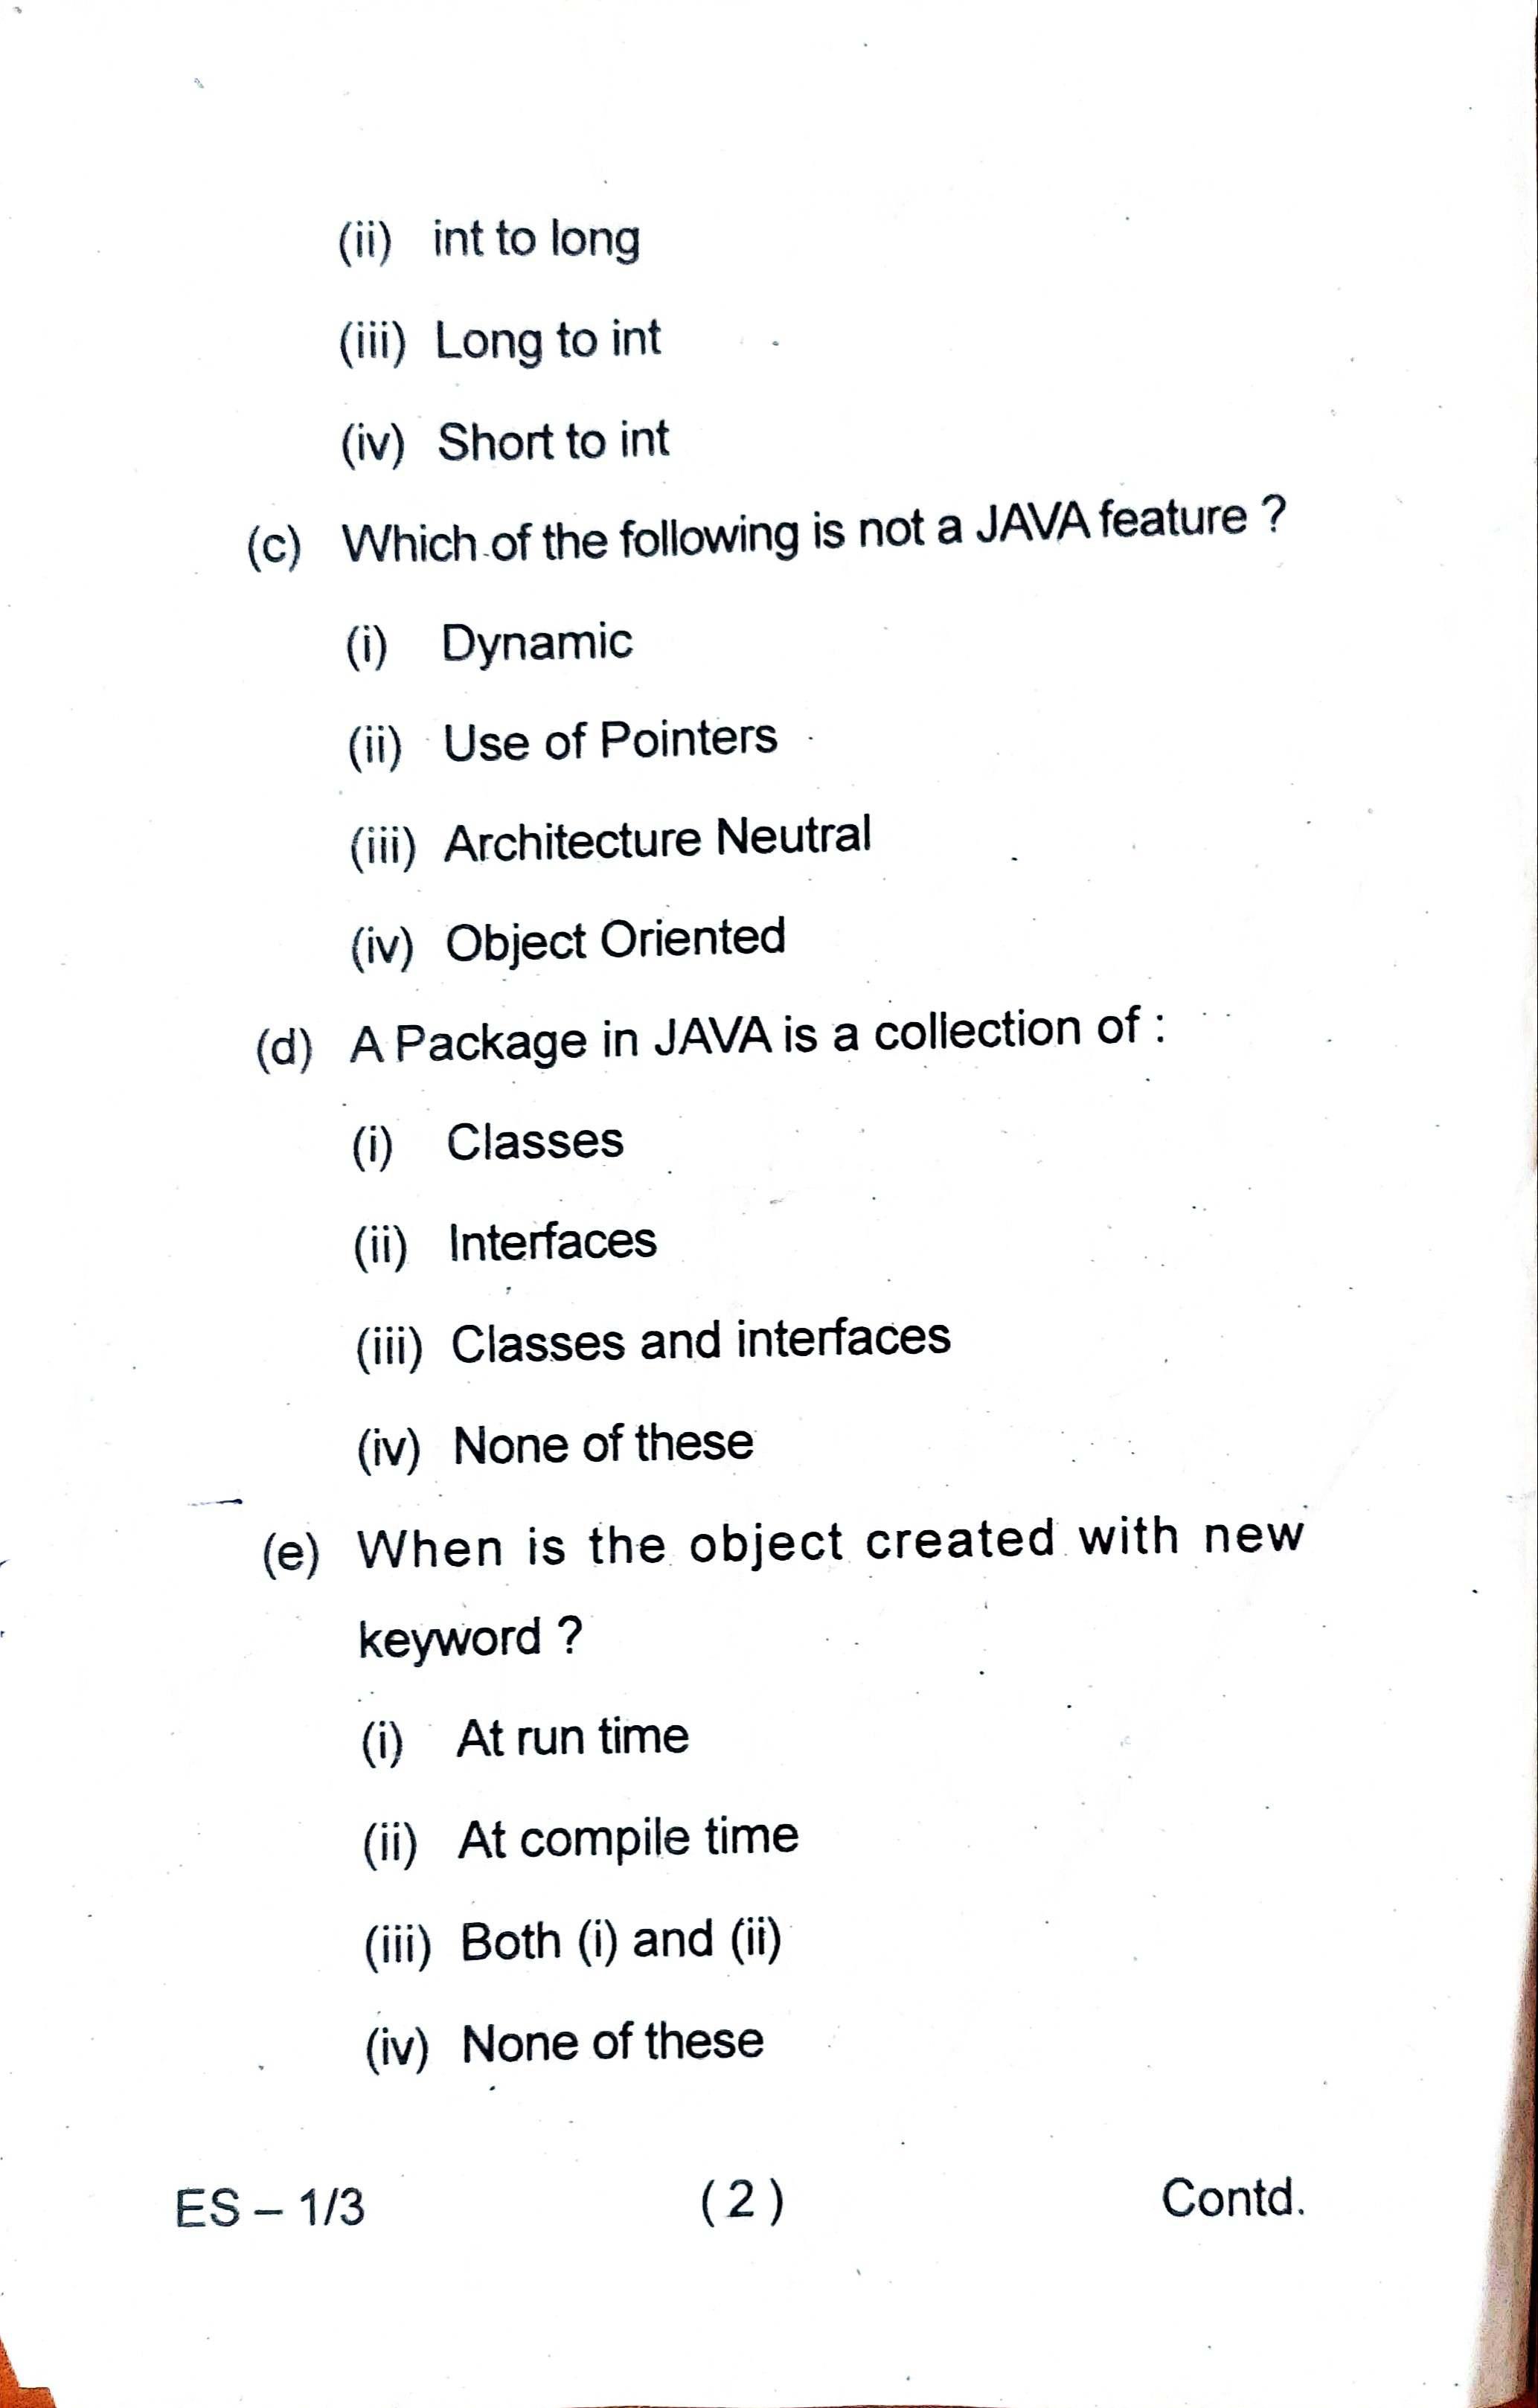 (ii) int to long
(iii) Long to int
(iv) Short to int
(c) Which of the following is not a JAVA feature ?
(i) Dynamic
(ii) Use of Pointers
(iii) Architecture Neutral
(iv) Object Oriented
(d) A Package in JAVA is a collection of :
(i) Classes
(ii) Interfaces
(iii) Classes and interfaces
(iv) None of these
(e) When is the object created with new
keyword ?
(i) At run time
(ii) At compile time
(iii) Both (i) and (ii)
(iv) None of these
ES – 1/3 (2) Contd.